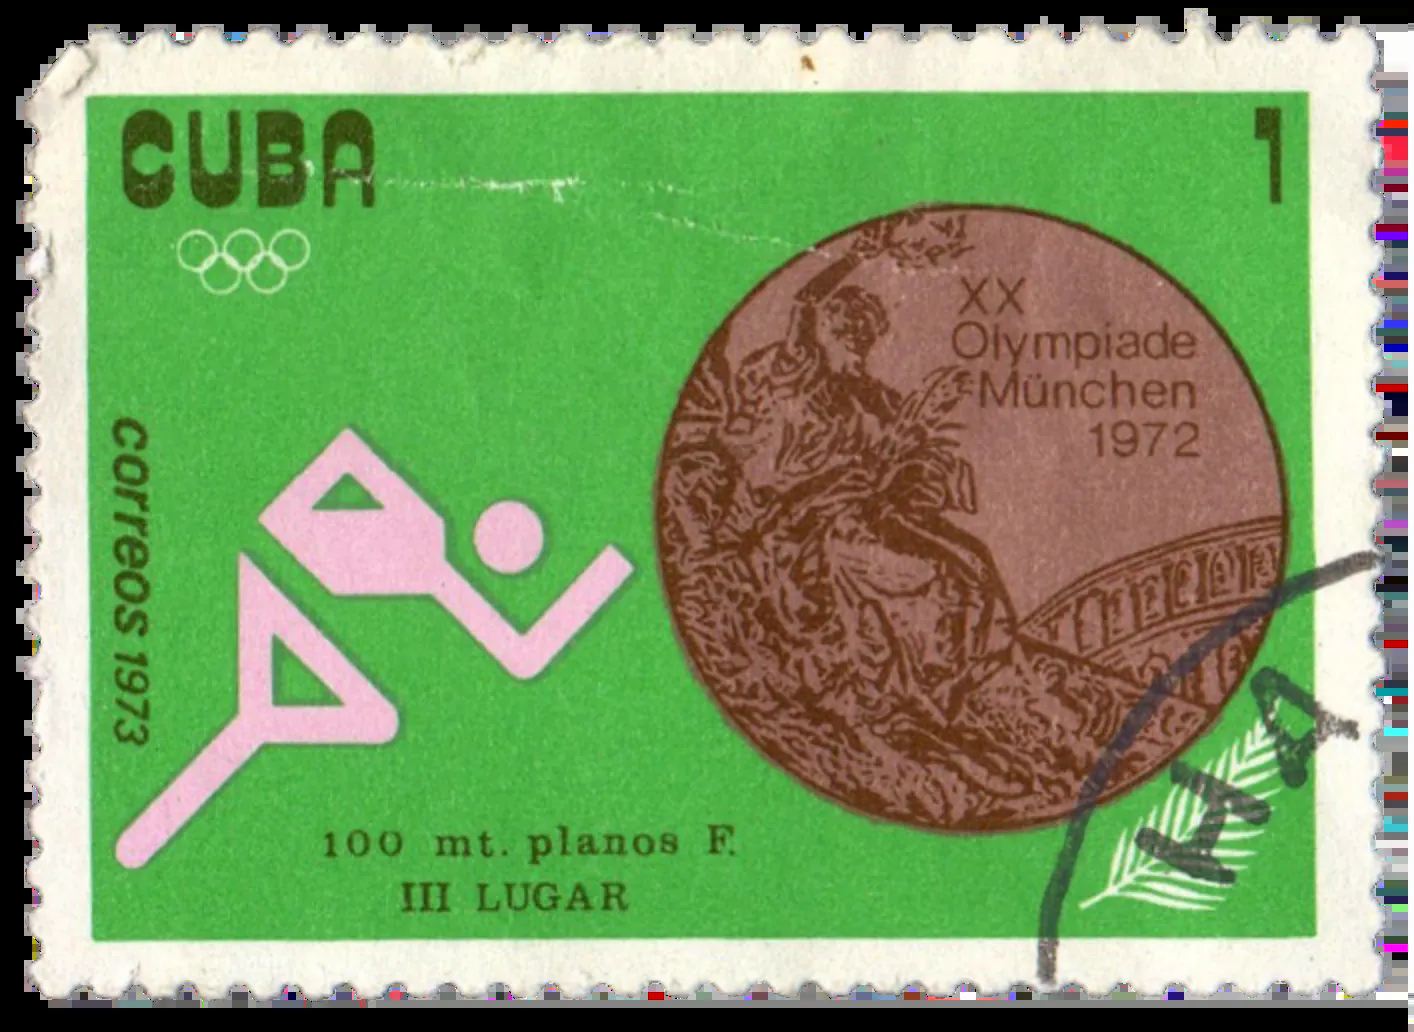 CUBA
1
XX
Olympiade
München
1972
correos 1973
100 mt. planos F.
III LUGAR